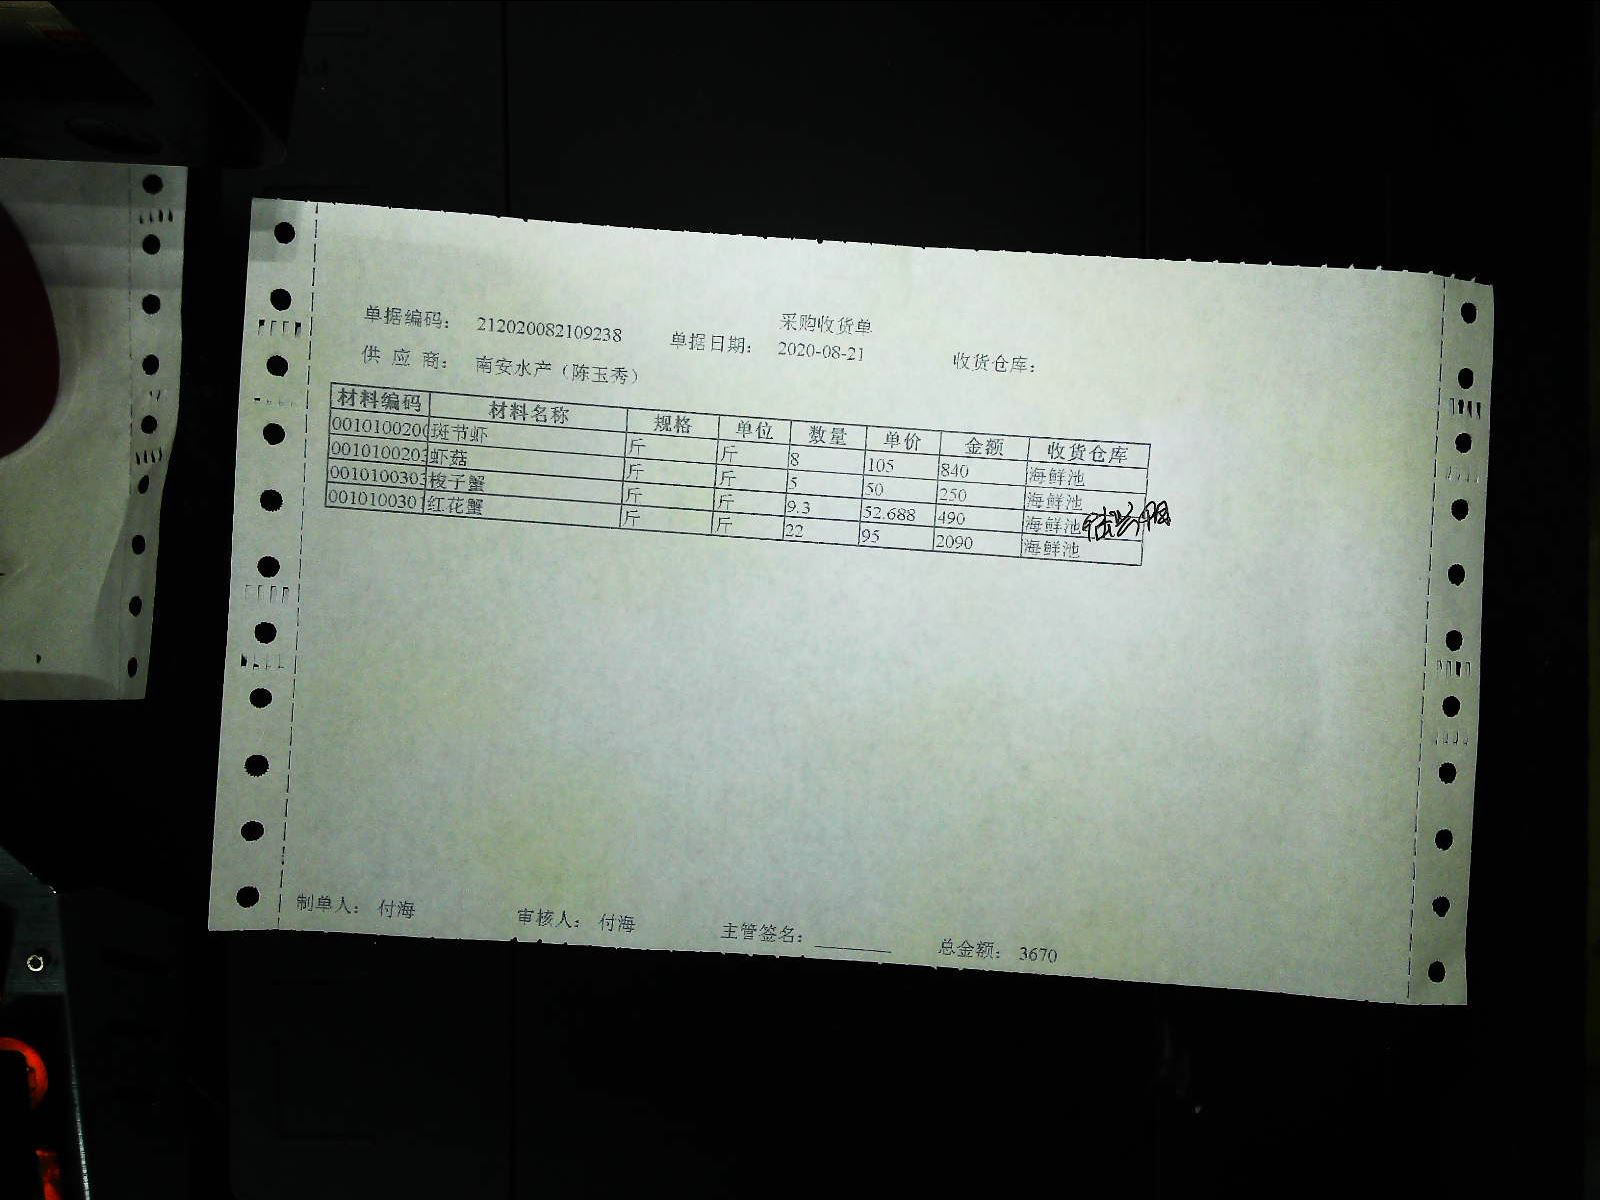 采购收货单
单据编码： 212020082109238 单据日期： 2020-08-21 收货仓库：
供 应 商： 南安水产（陈玉秀）
材料编码 材料名称 规格 单位 数量 单价 金额 收货仓库
0010100200 斑节虾 斤 斤 8 105 840 海鲜池
001010020 虾菇 斤 斤 5 50 250 海鲜池
001010030 梭子蟹 斤 斤 9.3 52.688 490 海鲜池
001010030 红花蟹 斤 斤 22 95 2090 海鲜池
制单人： 付海 审核人： 付海 主管签名： 总金额： 3670